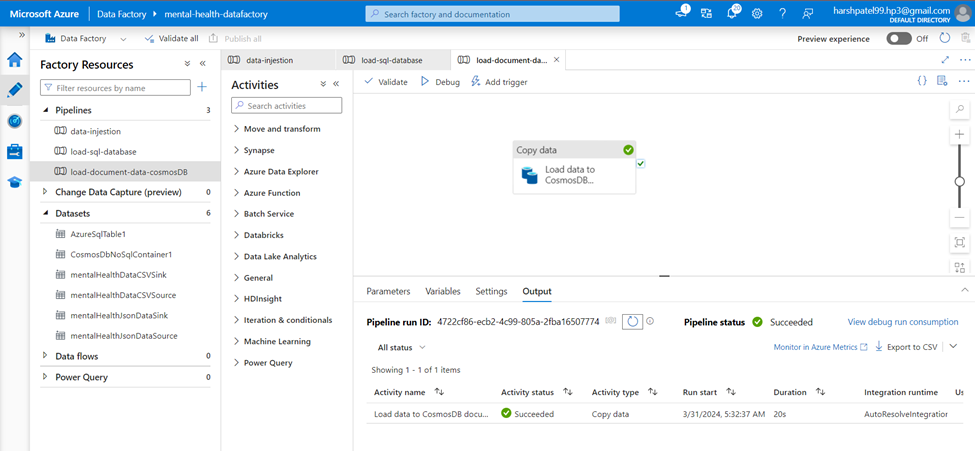 Microsoft Azure
Data Factory
mental-health-datafactory
Search factory and documentation
1
20
harshpatel99.hp3@gmail.com
DEFAULT DIRECTORY
Data Factory
Validate all
Publish all
Preview experience
Off
Factory Resources
Filter resources by name
Pipelines 3
data-injestion
load-sql-database
load-document-data-cosmosDB
Change Data Capture (preview) 0
Datasets 6
AzureSqlTable1
CosmosDbNoSqlContainer1
mentalHealthDataCSVSink
mentalHealthDataCSVSource
mentalHealthJsonDataSink
mentalHealthJsonDataSource
Data flows 0
Power Query 0
data-injestion
load-sql-database
load-document-da...
Activities
Search activities
Move and transform
Synapse
Azure Data Explorer
Azure Function
Batch Service
Databricks
Data Lake Analytics
General
HDInsight
Iteration & conditionals
Machine Learning
Power Query
Validate
Debug
Add trigger
Copy data
Load data to
CosmosDB...
Parameters
Variables
Settings
Output
Pipeline run ID: 4722cf86-ecb2-4c99-805a-2fba16507774
Pipeline status Succeeded
View debug run consumption
All status
Monitor in Azure Metrics
Export to CSV
Showing 1 - 1 of 1 items
Activity name Activity status Activity type Run start Duration Integration runtime Us
Load data to CosmosDB docu... Succeeded Copy data 3/31/2024, 5:32:37 AM 20s AutoResolveIntegration